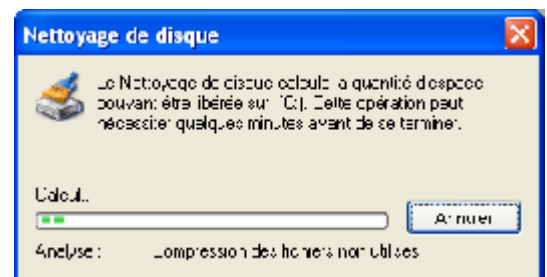 Nettoyage de disque
Le Nettoyage de disque calcule la quantité d'espace
pouvant être libérée sur (C:). Cette opération peut
nécessiter quelques minutes avant de se terminer.
Calcul...
Annuler
Analyse : Compression des fichiers non utilisés